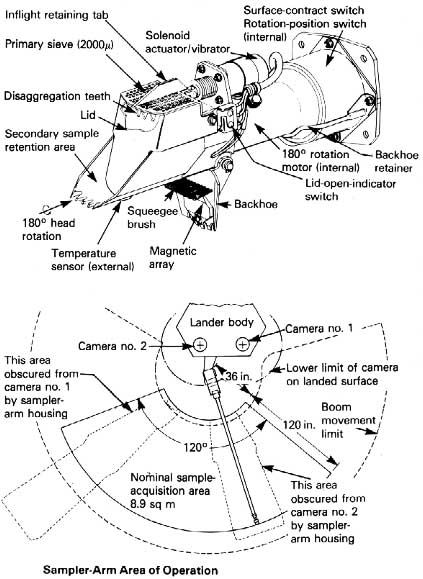 Inflight retaining tab
Primary sieve (2000µ)
Disaggregation teeth
Lid
Secondary sample
retention area
180° head
rotation
Temperature
sensor (external)
Squeegee
brush
Magnetic
array
Backhoe
Solenoid
actuator/vibrator
Surface-contract switch
Rotation-position switch
(internal)
180° rotation
motor (internal)
Lid-open-indicator
switch
Backhoe
retainer
Lander body
Camera no. 2
Camera no. 1
This area
obscured from
camera no. 1
by sampler-
arm housing
36 in.
Lower limit of camera
on landed surface
120 in.
Boom
movement
limit
120°
Nominal sample-
acquisition area
8.9 sq m
This area
obscured from
camera no. 2
by sampler-
arm housing
Sampler-Arm Area of Operation